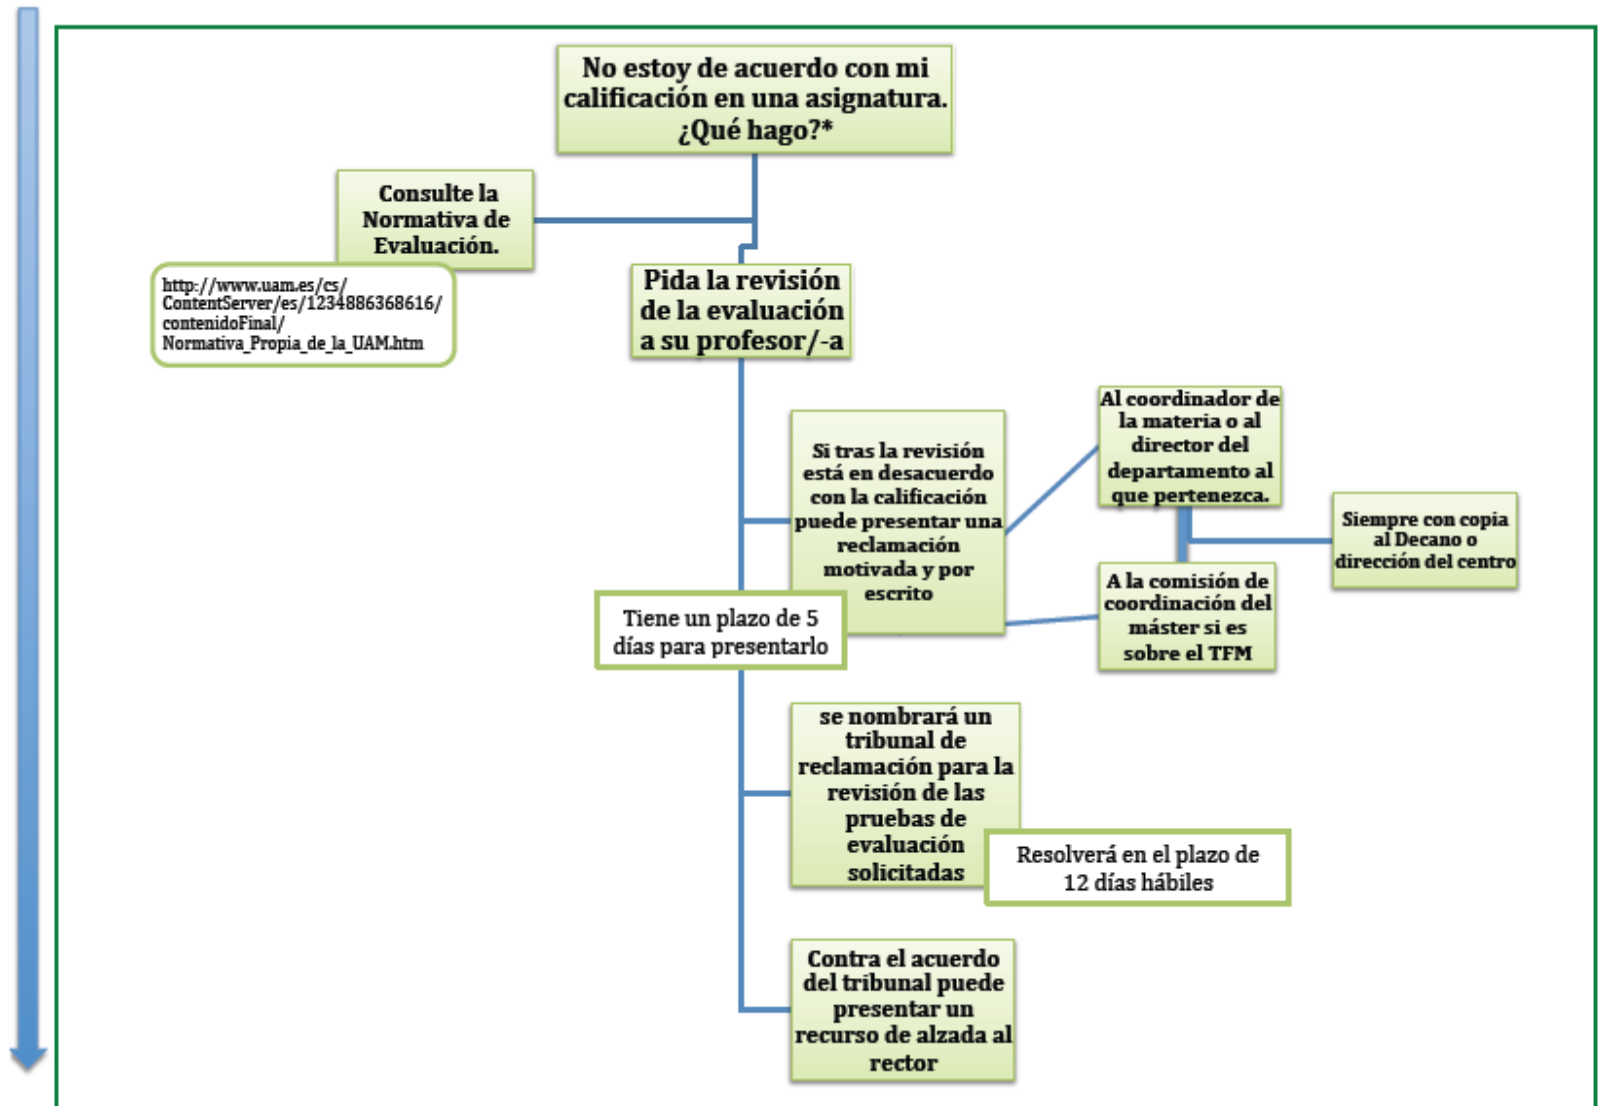 No estoy de acuerdo con mi
calificación en una asignatura.
¿Qué hago?*
Consulte la
Normativa de
Evaluación.
http://www.uam.es/cs/
ContentServer/es/1234886368616/
contenidoFinal/
Normativa_Propia_de_la_UAM.htm
Pida la revisión
de la evaluación
a su profesor/-a
Si tras la revisión
está en desacuerdo
con la calificación
puede presentar una
reclamación
motivada y por
escrito
Tiene un plazo de 5
días para presentarlo
Al coordinador de
la materia o al
director del
departamento al
que pertenezca.
Siempre con copia
al Decano o
dirección del centro
A la comisión de
coordinación del
máster si es
sobre el TFM
se nombrará un
tribunal de
reclamación para la
revisión de las
pruebas de
evaluación
solicitadas
Resolverá en el plazo de
12 días hábiles
Contra el acuerdo
del tribunal puede
presentar un
recurso de alzada al
rector